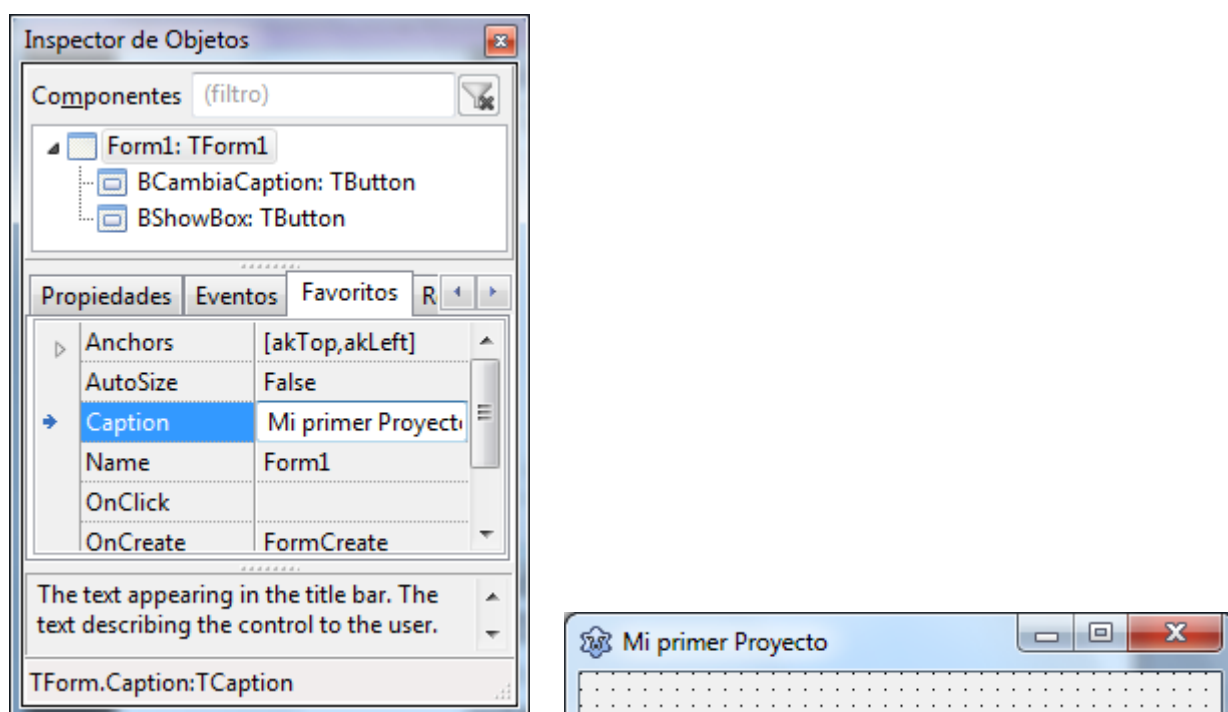 Inspector de Objetos
Componentes (filtro)
Form1: TForm1
BCambiaCaption: TButton
BShowBox: TButton
Propiedades Eventos Favoritos R
Anchors [akTop,akLeft]
AutoSize False
Caption Mi primer Proyecto
Name Form1
OnClick
OnCreate FormCreate
The text appearing in the title bar. The
text describing the control to the user.
TForm.Caption:TCaption
Mi primer Proyecto